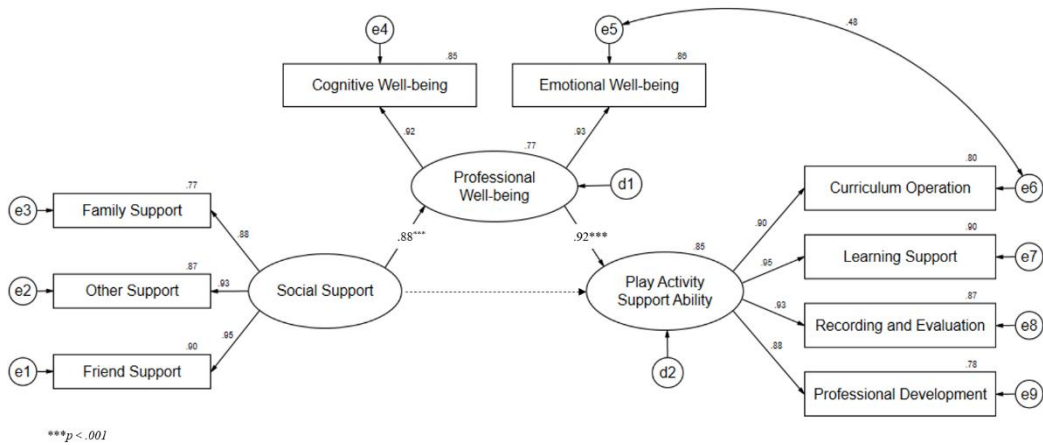 e4
e5
.48
.85
.86
Cognitive Well-being
Emotional Well-being
.92
.93
.77
Professional
Well-being
d1
.80
Curriculum Operation
e6
.77
e3
Family Support
.88
.88***
.92***
.90
.85
.90
Learning Support
e7
.95
.87
e2
Other Support
.93
Social Support
Play Activity
Support Ability
.93
.87
Recording and Evaluation
e8
.95
.88
.90
e1
Friend Support
d2
.78
Professional Development
e9
***p < .001